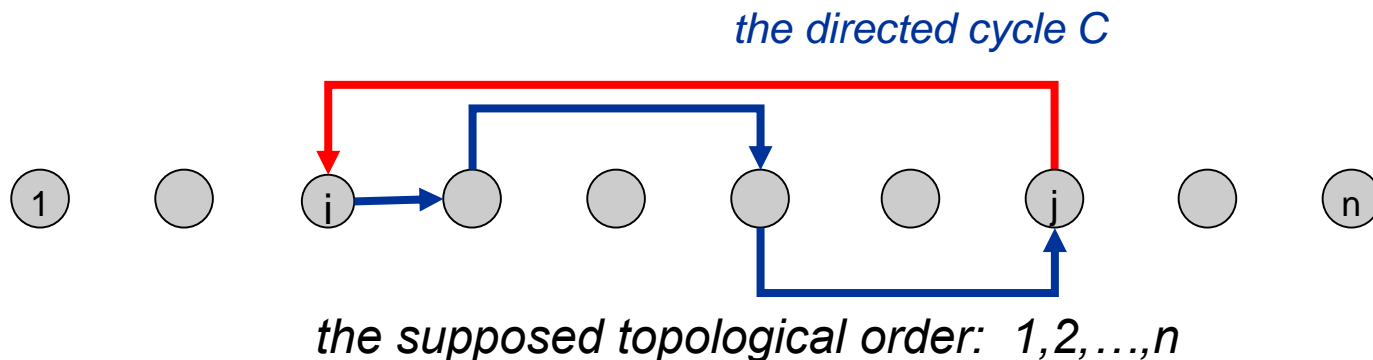 the directed cycle C
1 i j n
the supposed topological order: 1,2,…,n